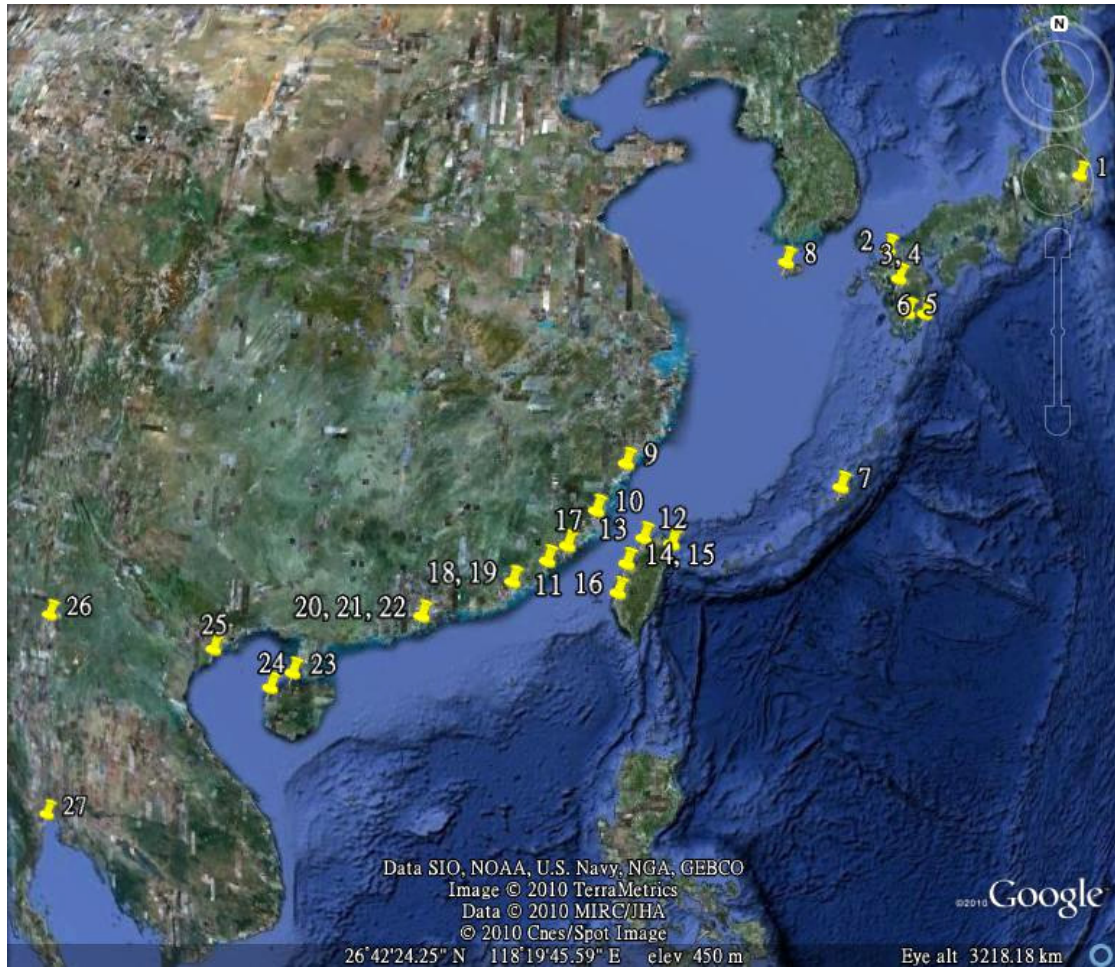 N
1
2
3, 4
8
6 5
9
7
10
17 13 12
14, 15
18, 19 11 16
26 20, 21, 22
25
24 23
27
Data SIO, NOAA, U.S. Navy, NGA, GEBCO
Image © 2010 TerraMetrics
Data © 2010 MIRC/JHA
© 2010 Cnes/Spot Image
©2010 Google
26°42'24.25" N 118°19'45.59" E elev 450 m Eye alt 3218.18 km